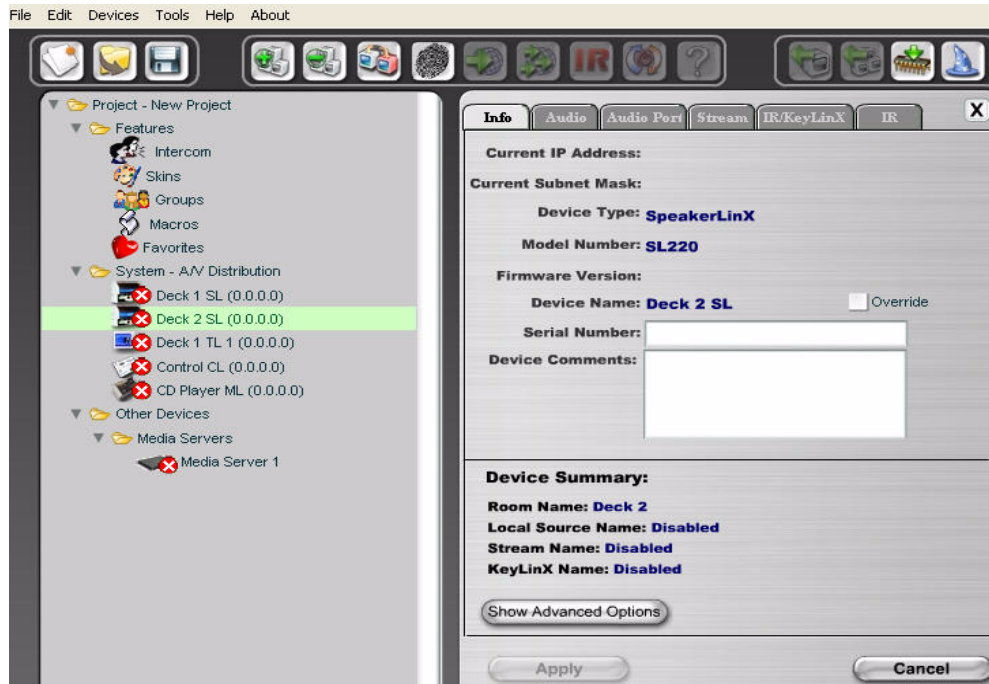 File Edit Devices Tools Help About
IR ?
Project - New Project
Features
Intercom
Skins
Groups
Macros
Favorites
System - A/V Distribution
Deck 1 SL (0.0.0.0)
Deck 2 SL (0.0.0.0)
Deck 1 TL 1 (0.0.0.0)
Control CL (0.0.0.0)
CD Player ML (0.0.0.0)
Other Devices
Media Servers
Media Server 1
Info Audio Audio Port Stream IR/KeyLinX IR X
Current IP Address:
Current Subnet Mask:
Device Type: SpeakerLinX
Model Number: SL220
Firmware Version:
Device Name: Deck 2 SL Override
Serial Number:
Device Comments:
Device Summary:
Room Name: Deck 2
Local Source Name: Disabled
Stream Name: Disabled
KeyLinX Name: Disabled
Show Advanced Options
Apply Cancel